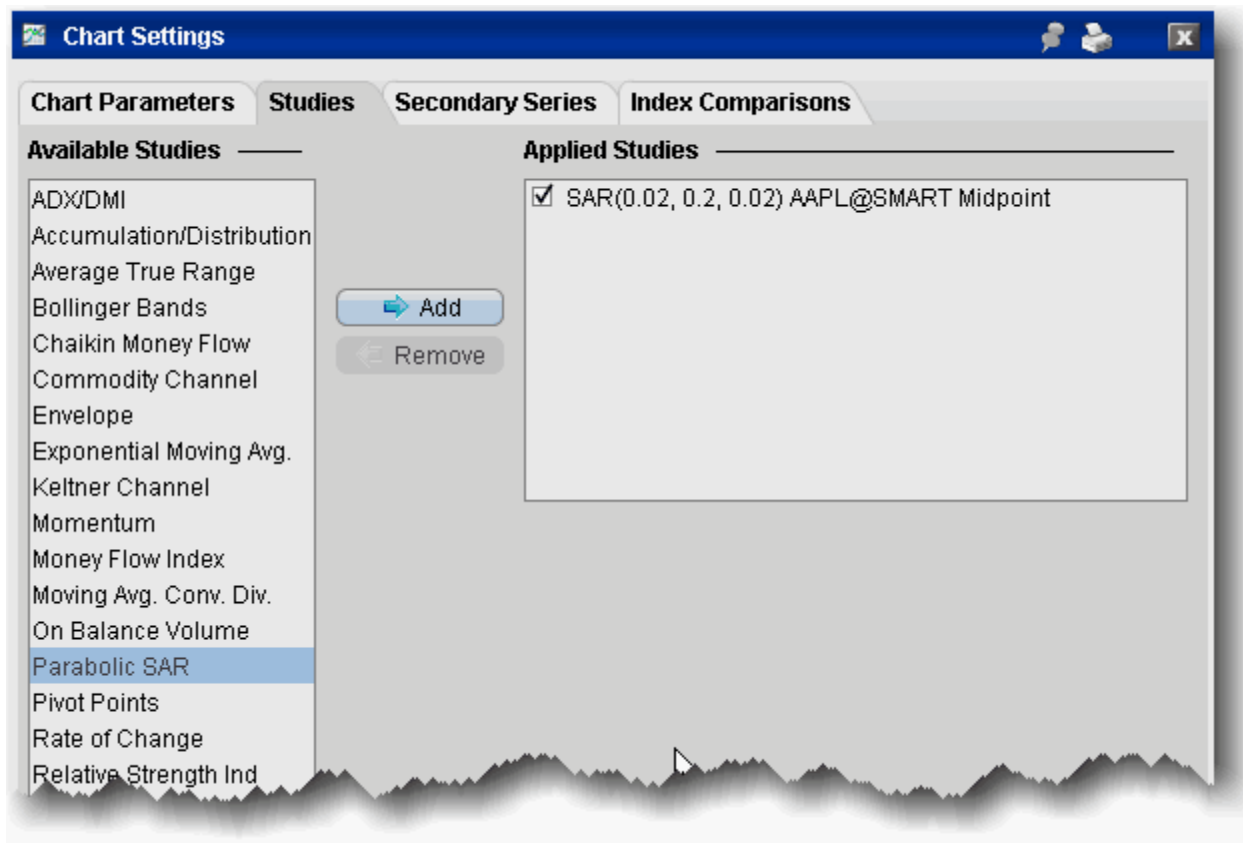 Chart Settings
Chart Parameters Studies Secondary Series Index Comparisons
Available Studies
ADX/DMI
Accumulation/Distribution
Average True Range
Bollinger Bands
Chaikin Money Flow
Commodity Channel
Envelope
Exponential Moving Avg.
Keltner Channel
Momentum
Money Flow Index
Moving Avg. Conv. Div.
On Balance Volume
Parabolic SAR
Pivot Points
Rate of Change
Relative Strength Ind
Add
Remove
Applied Studies
SAR(0.02, 0.2, 0.02) AAPL@SMART Midpoint